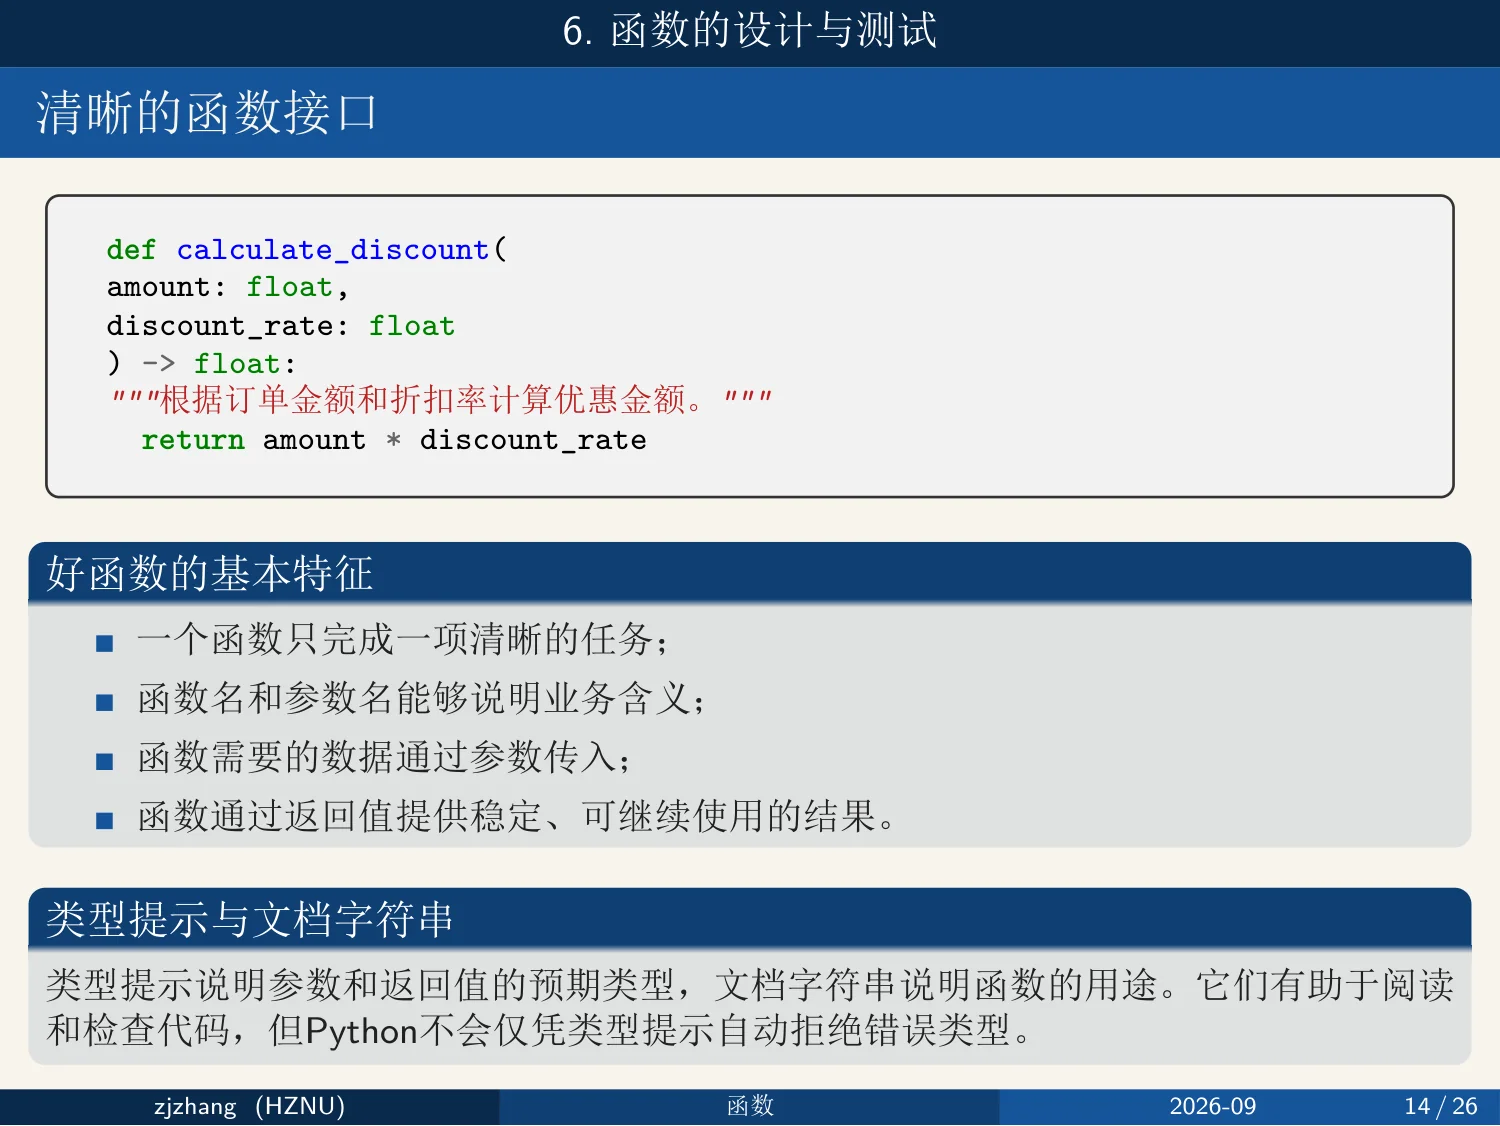 6. 函数的设计与测试
清晰的函数接口
def calculate_discount(
amount: float,
discount_rate: float
) -> float:
"""根据订单金额和折扣率计算优惠金额。"""
return amount * discount_rate
好函数的基本特征
一个函数只完成一项清晰的任务；
函数名和参数名能够说明业务含义；
函数需要的数据通过参数传入；
函数通过返回值提供稳定、可继续使用的结果。
类型提示与文档字符串
类型提示说明参数和返回值的预期类型，文档字符串说明函数的用途。它们有助于阅读
和检查代码，但Python不会仅凭类型提示自动拒绝错误类型。
zjzhang (HZNU) 函数 2026-09 14 / 26